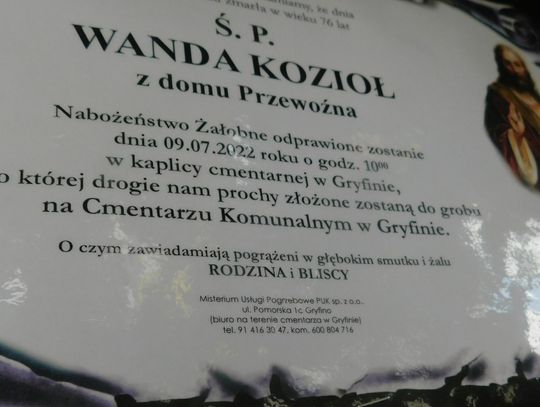 że dnia
zmarła w wieku 76 lat
Ś. P.
WANDA KOZIOŁ
z domu Przewoźna
Nabożeństwo Żałobne odprawione zostanie
dnia 09.07.2022 roku o godz. 10⁰⁰
w kaplicy cmentarnej w Gryfinie,
o której drogie nam prochy złożone zostaną do grobu
na Cmentarzu Komunalnym w Gryfinie.
O czym zawiadamiają pogrążeni w głębokim smutku i żalu
RODZINA i BLISCY
Misterium Usługi Pogrzebowe PUK sp. z o.o.,
ul. Pomorska 1c Gryfino
(biuro na terenie cmentarza w Gryfinie)
tel. 91 416 30 47, kom. 600 804 716